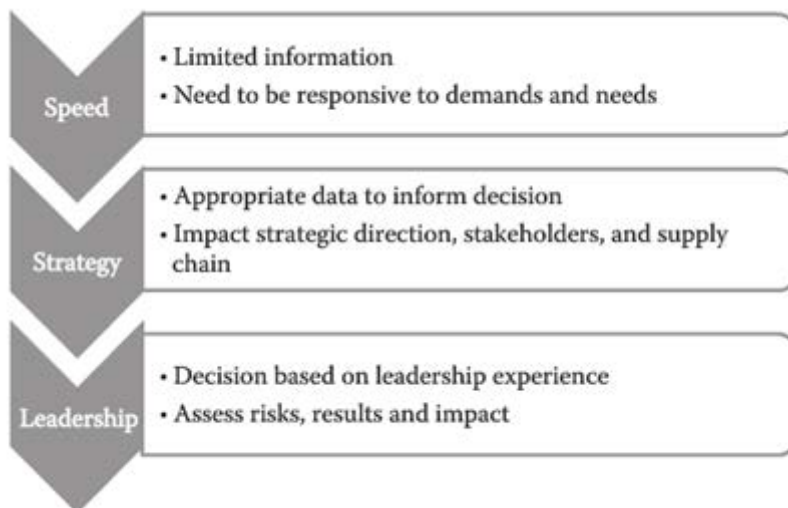 Speed
• Limited information
• Need to be responsive to demands and needs
Strategy
• Appropriate data to inform decision
• Impact strategic direction, stakeholders, and supply
chain
Leadership
• Decision based on leadership experience
• Assess risks, results and impact